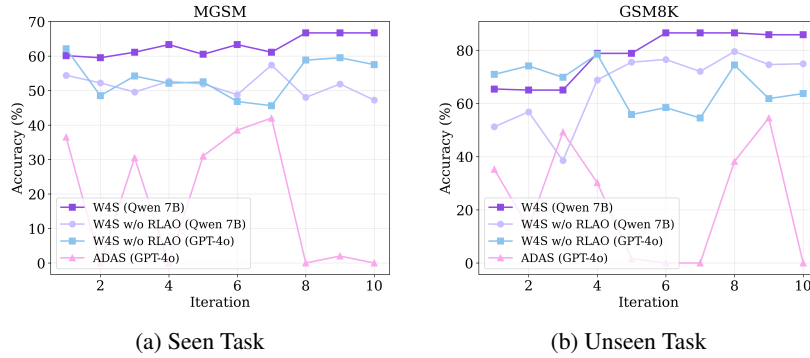 MGSM
70
60
50
40
30
20
10
0
Accuracy (%)
W4S (Qwen 7B)
W4S w/o RLAO (Qwen 7B)
W4S w/o RLAO (GPT-4o)
ADAS (GPT-4o)
2 4 6 8 10
Iteration
(a) Seen Task
GSM8K
80
60
40
20
0
Accuracy (%)
W4S (Qwen 7B)
W4S w/o RLAO (Qwen 7B)
W4S w/o RLAO (GPT-4o)
ADAS (GPT-4o)
2 4 6 8 10
Iteration
(b) Unseen Task